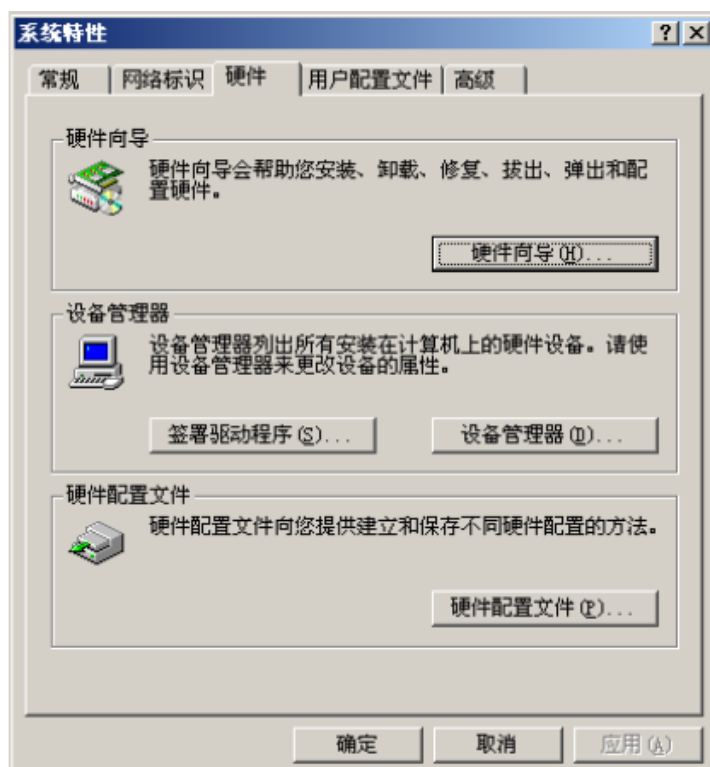 系统特性
常规 网络标识 硬件 用户配置文件 高级
硬件向导
硬件向导会帮助您安装、卸载、修复、拔出、弹出和配
置硬件。
硬件向导(H)...
设备管理器
设备管理器列出所有安装在计算机上的硬件设备。请使
用设备管理器来更改设备的属性。
签署驱动程序(S)... 设备管理器(D)...
硬件配置文件
硬件配置文件向您提供建立和保存不同硬件配置的方法。
硬件配置文件(P)...
确定 取消 应用(A)